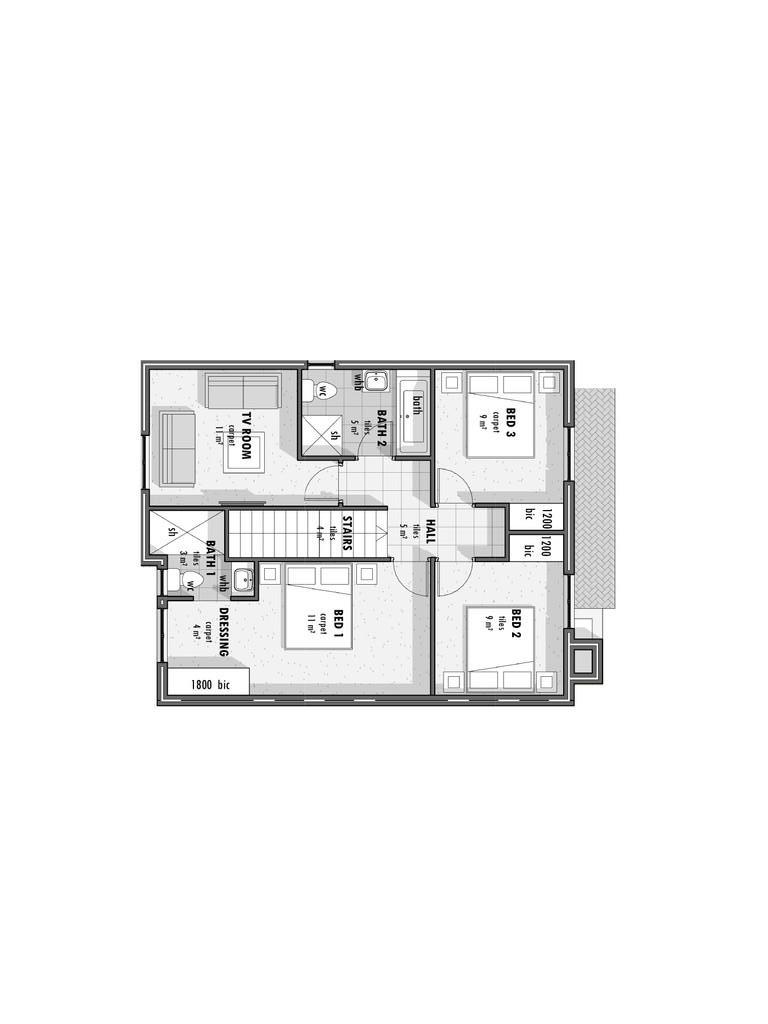 TV ROOM
carpet
11 m²
wc
whb
sh
BATH 2
tiles
5 m²
bath
BED 3
carpet
9 m²
bic
1200
1200
bic
STAIRS
tiles
4 m²
HALL
tiles
5 m²
sh
BATH 1
tiles
3 m²
wc
whb
DRESSING
carpet
4 m²
1800 bic
BED 1
carpet
11 m²
BED 2
tiles
9 m²